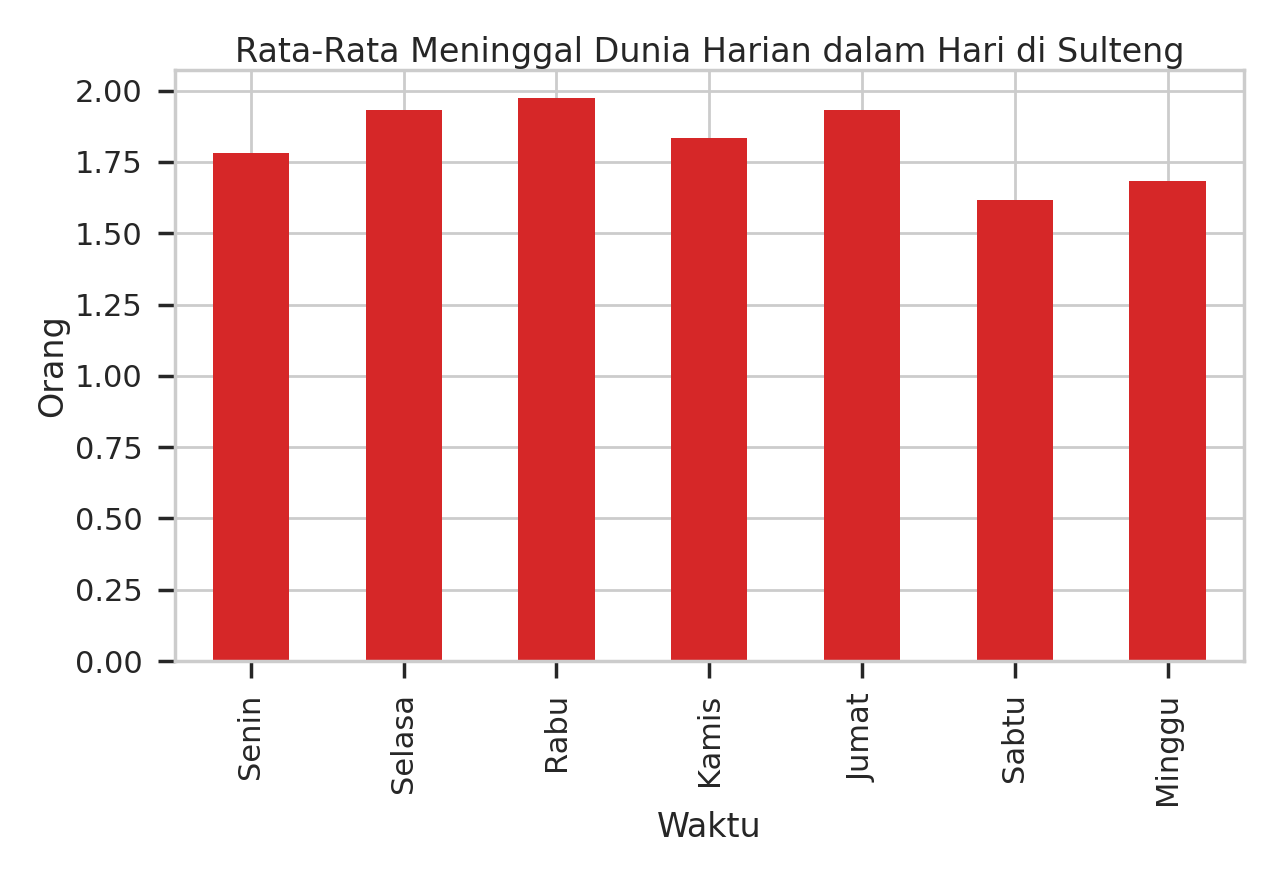 Rata-Rata Meninggal Dunia Harian dalam Hari di Sulteng
2.00
1.75
1.50
1.25
1.00
0.75
0.50
0.25
0.00
Orang
Senin
Selasa
Rabu
Kamis
Jumat
Sabtu
Minggu
Waktu